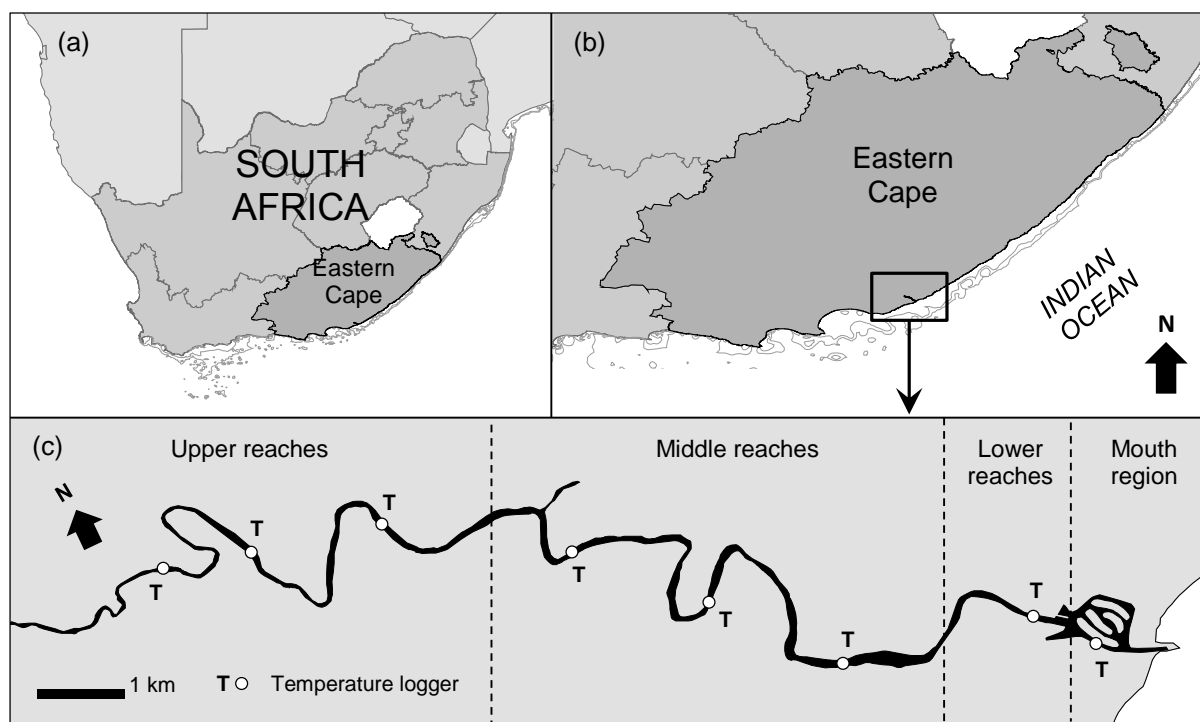 (a)
SOUTH
AFRICA
Eastern
Cape
(b)
Eastern
Cape
INDIAN
OCEAN
N
(c)
Upper reaches
Middle reaches
Lower
reaches
Mouth
region
N
T
T
T
T
T
T
T
T
1 km
T Temperature logger